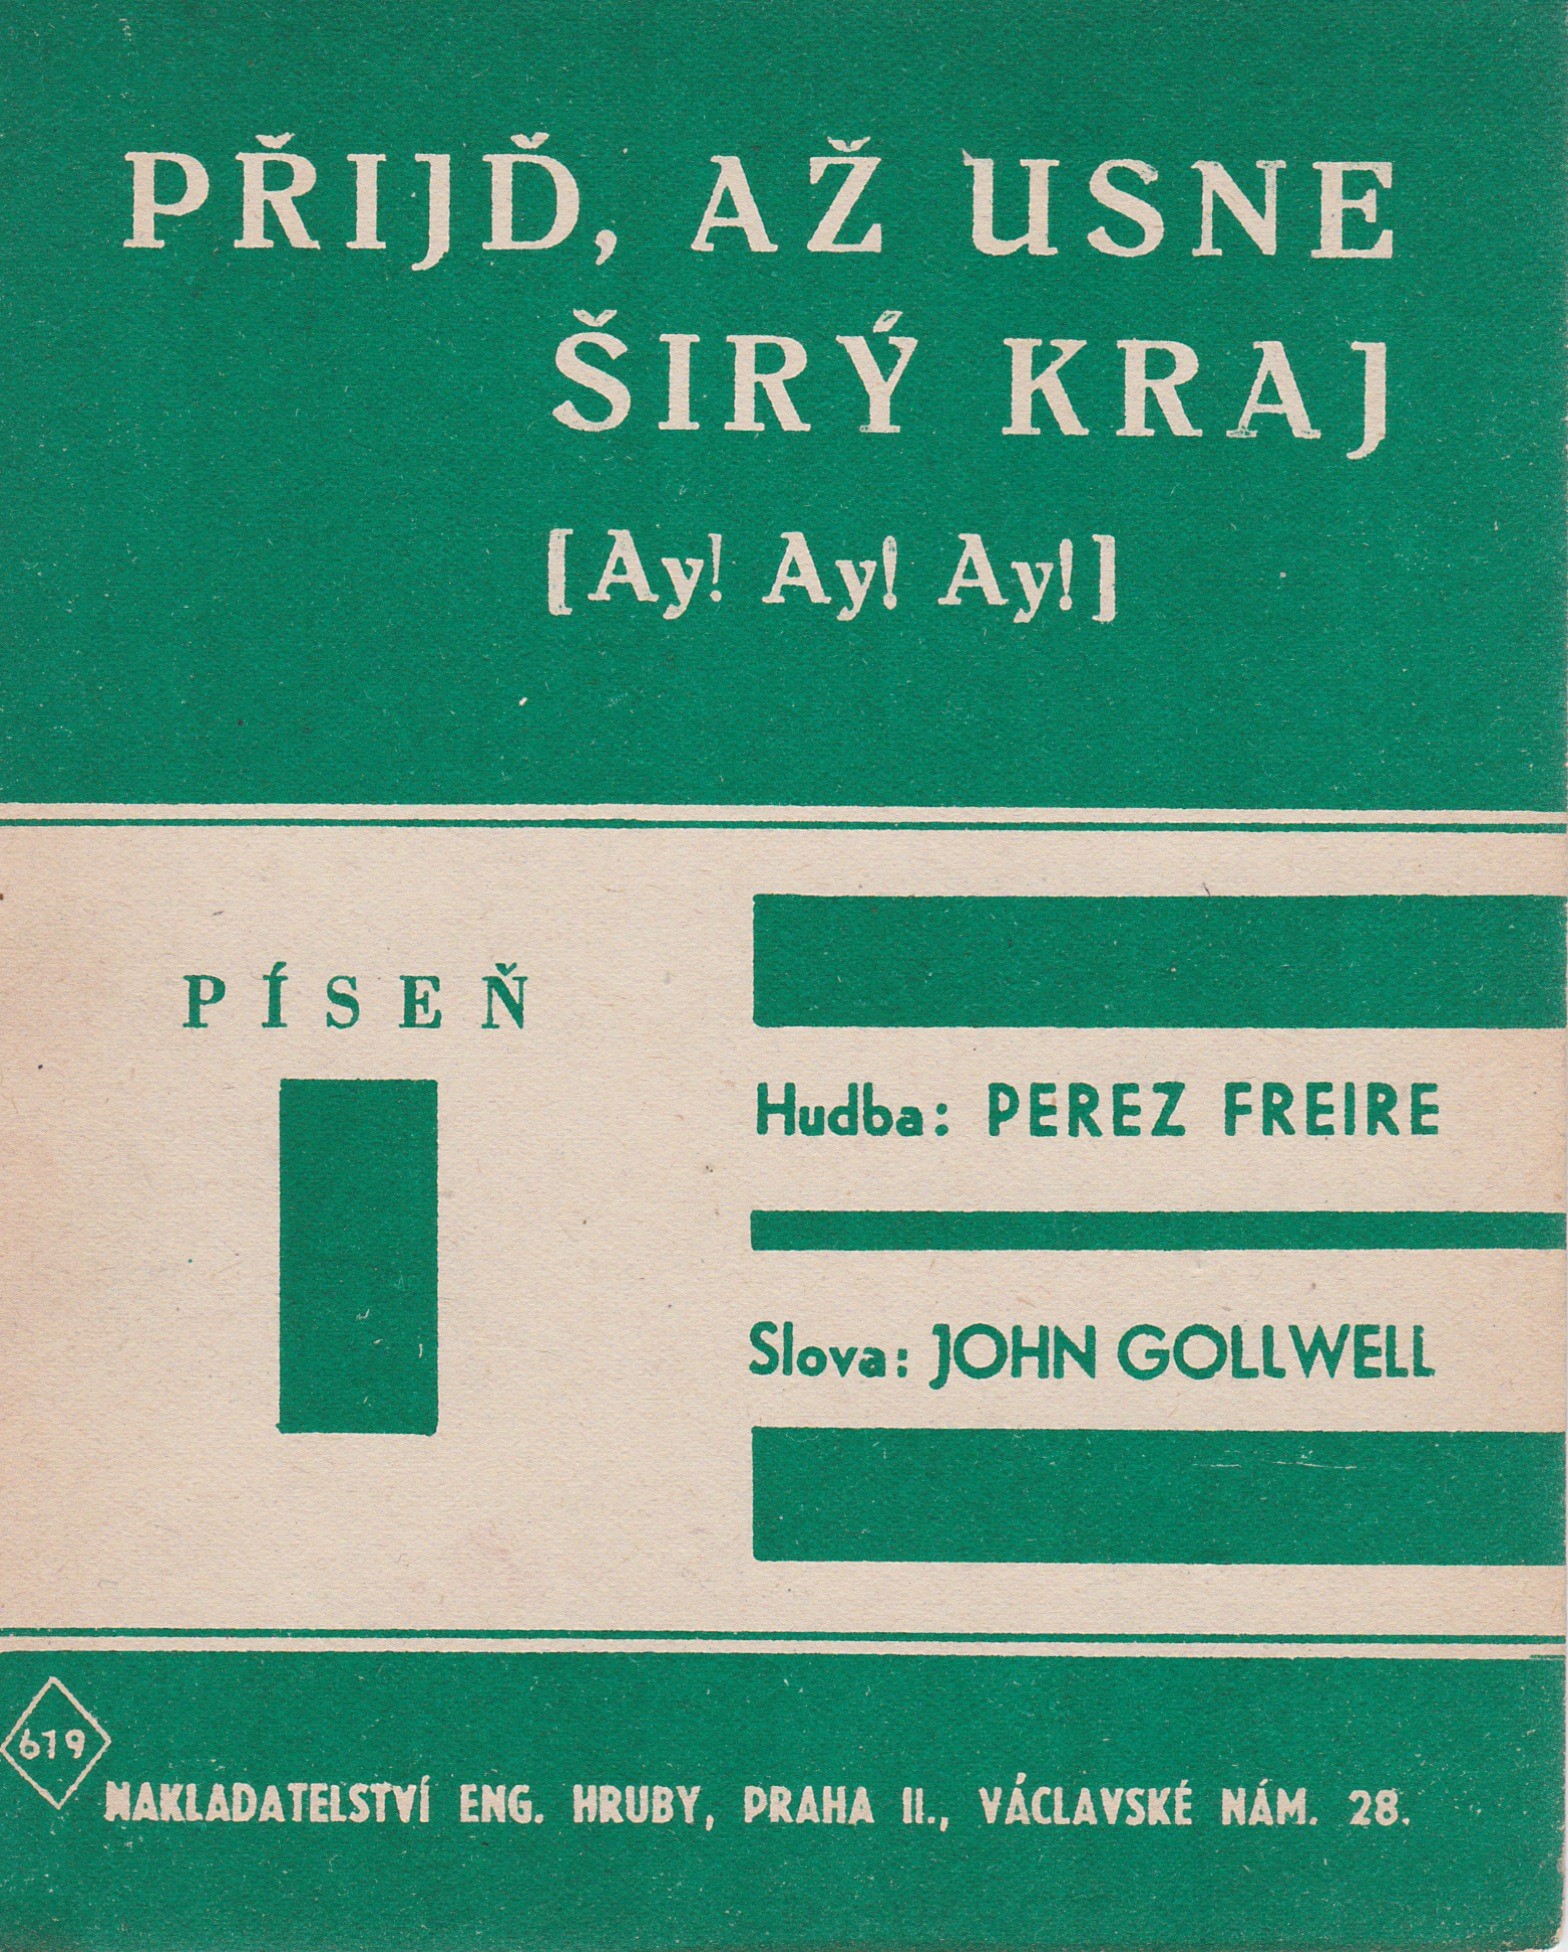 PŘIJĎ, AŽ USNE
ŠIRÝ KRAJ
[Ay! Ay! Ay!]
PÍSEŇ
Hudba: PEREZ FREIRE
Slova: JOHN GOLLWELL
619
NAKLADATELSTVÍ ENG. HRUBY, PRAHA II., VÁCLAVSKÉ NÁM. 28.